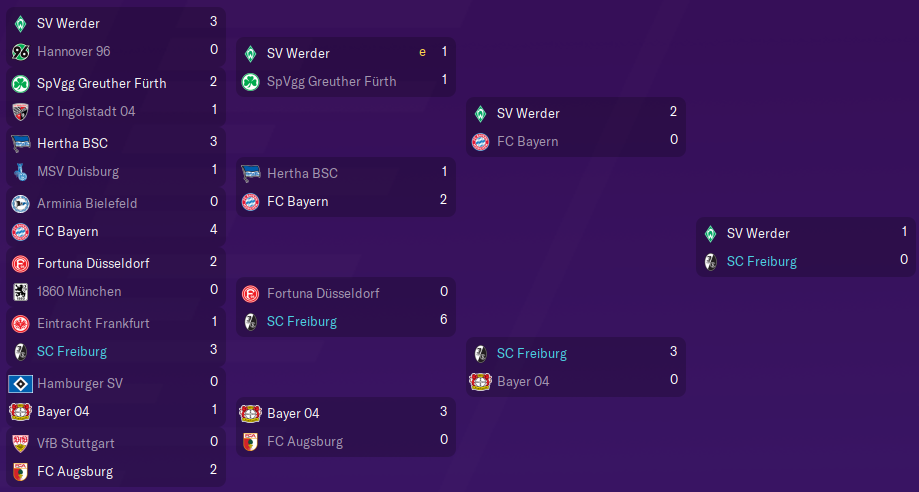 SV Werder 3
Hannover 96 0
SpVgg Greuther Fürth 2
FC Ingolstadt 04 1
Hertha BSC 3
MSV Duisburg 1
Arminia Bielefeld 0
FC Bayern 4
Fortuna Düsseldorf 2
1860 München 0
Eintracht Frankfurt 1
SC Freiburg 3
Hamburger SV 0
Bayer 04 1
VfB Stuttgart 0
FC Augsburg 2
SV Werder e 1
SpVgg Greuther Fürth 1
Hertha BSC 1
FC Bayern 2
Fortuna Düsseldorf 0
SC Freiburg 6
Bayer 04 3
FC Augsburg 0
SV Werder 2
FC Bayern 0
SC Freiburg 3
Bayer 04 0
SV Werder 1
SC Freiburg 0